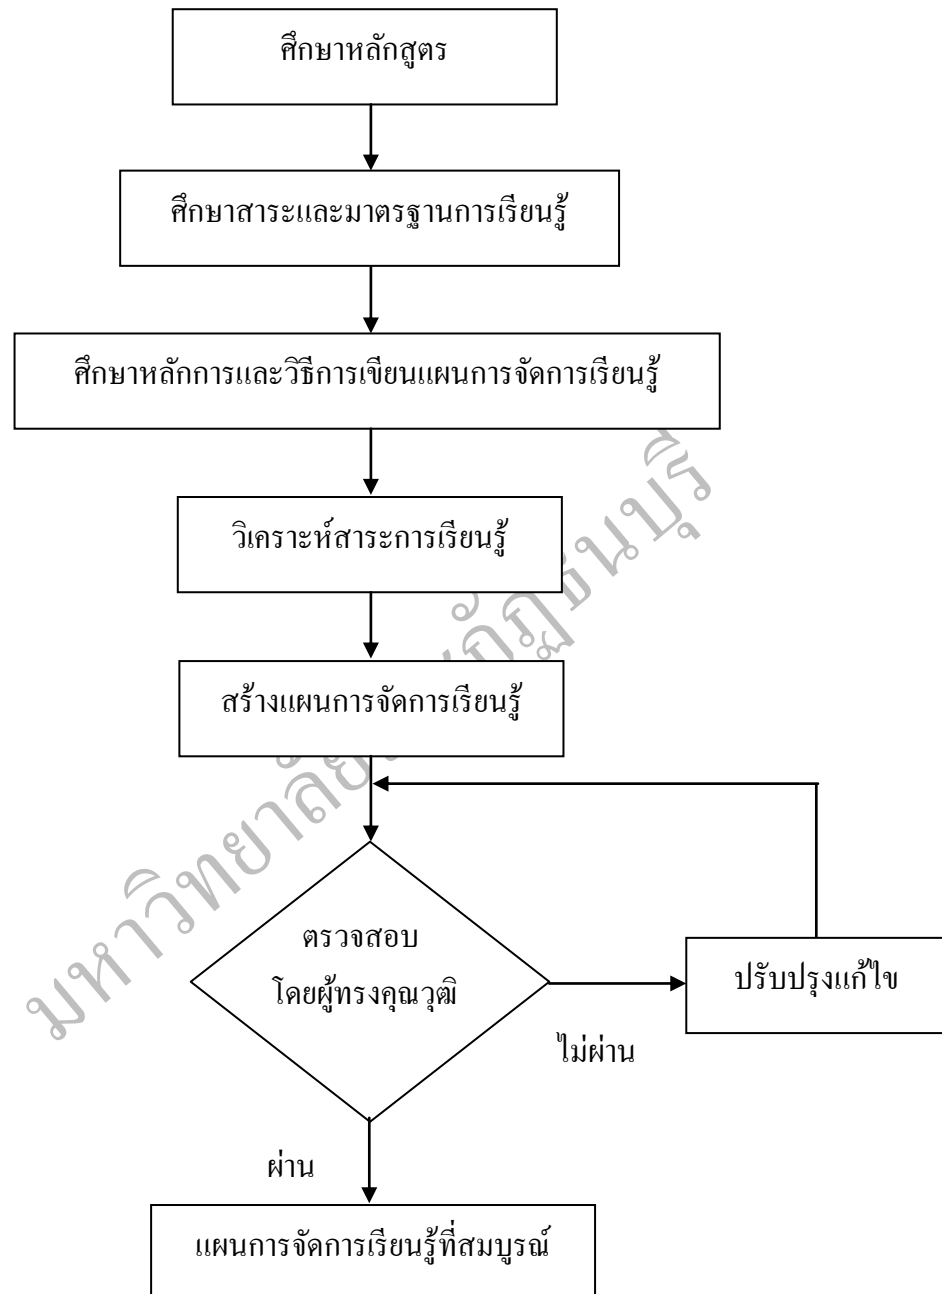 ศึกษาหลักสูตร
ศึกษาสาระและมาตรฐานการเรียนรู้
ศึกษาหลักการและวิธีการเขียนแผนการจัดการเรียนรู้
วิเคราะห์สาระการเรียนรู้
สร้างแผนการจัดการเรียนรู้
ตรวจสอบ
โดยผู้ทรงคุณวุฒิ
ปรับปรุงแก้ไข
ไม่ผ่าน
ผ่าน
แผนการจัดการเรียนรู้ที่สมบูรณ์